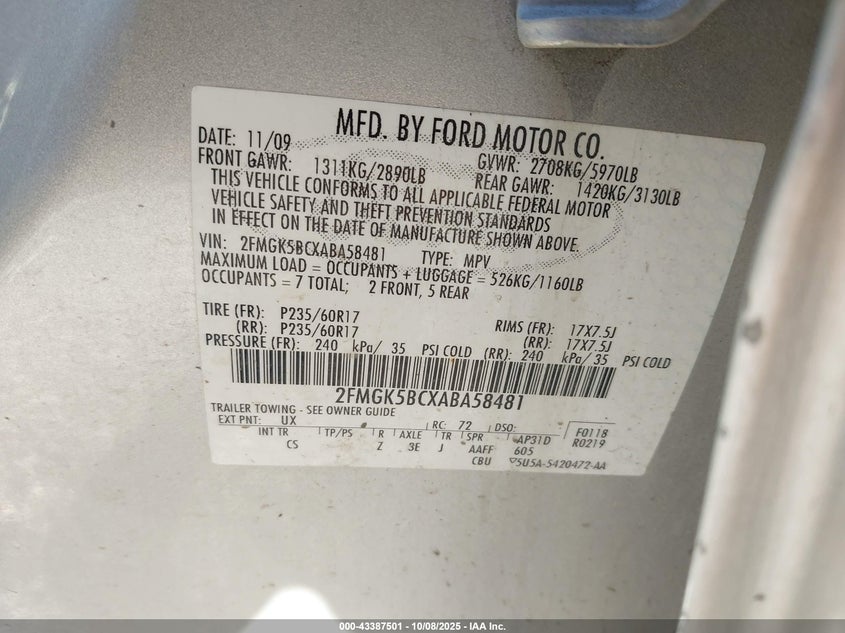 MFD. BY FORD MOTOR CO.
DATE: 11/09 GVWR: 2708KG/5970LB
FRONT GAWR: 1311KG/2890LB REAR GAWR: 1420KG/3130LB
THIS VEHICLE CONFORMS TO ALL APPLICABLE FEDERAL MOTOR
VEHICLE SAFETY AND THEFT PREVENTION STANDARDS
IN EFFECT ON THE DATE OF MANUFACTURE SHOWN ABOVE.
VIN: 2FMGK5BCXABA58481 TYPE: MPV
MAXIMUM LOAD = OCCUPANTS + LUGGAGE = 526KG/1160LB
OCCUPANTS = 7 TOTAL; 2 FRONT, 5 REAR
TIRE (FR): P235/60R17 RIMS (FR): 17X7.5J
(RR): P235/60R17 (RR): 17X7.5J
PRESSURE (FR): 240 kPa/ 35 PSI COLD (RR): 240 kPa/ 35 PSI COLD
2FMGK5BCXABA58481
TRAILER TOWING - SEE OWNER GUIDE
EXT PNT: UX RC: 72 DSO: F0118
INT TR TP/PS R AXLE TR SPR AP31D R0219
CS Z 3E J AAFF 605
CBU 5U5A-5420472-AA
000-43387501 - 10/08/2025 - IAA Inc.